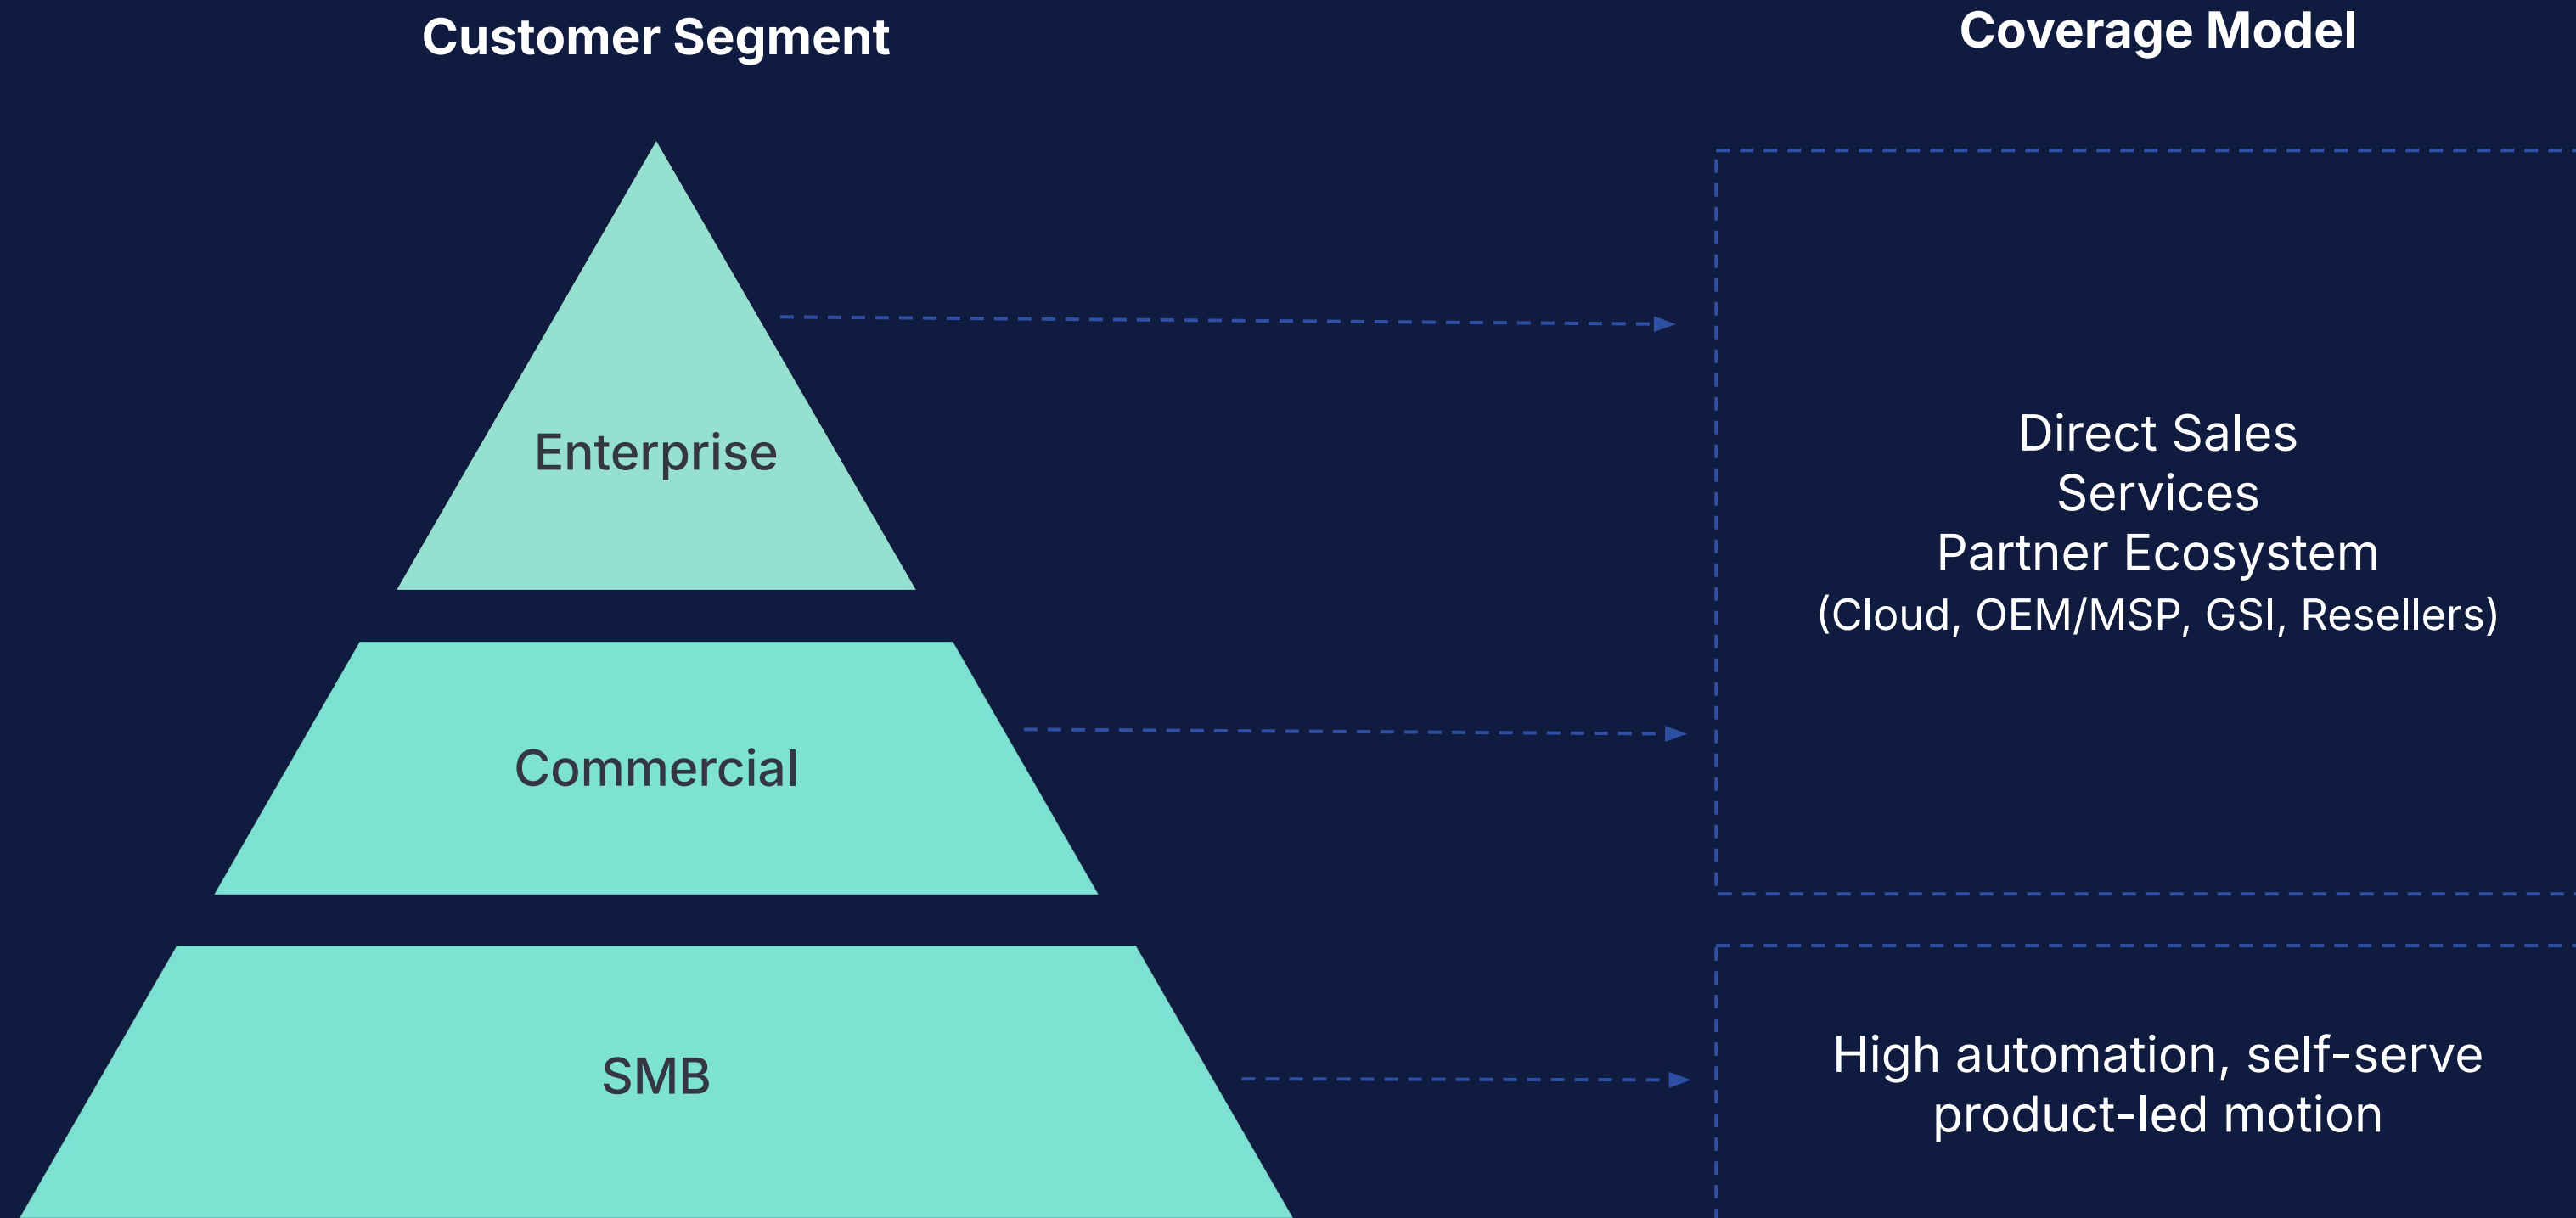 Customer Segment
Coverage Model
Enterprise
Direct Sales
Services
Partner Ecosystem
(Cloud, OEM/MSP, GSI, Resellers)
Commercial
SMB
High automation, self-serve
product-led motion